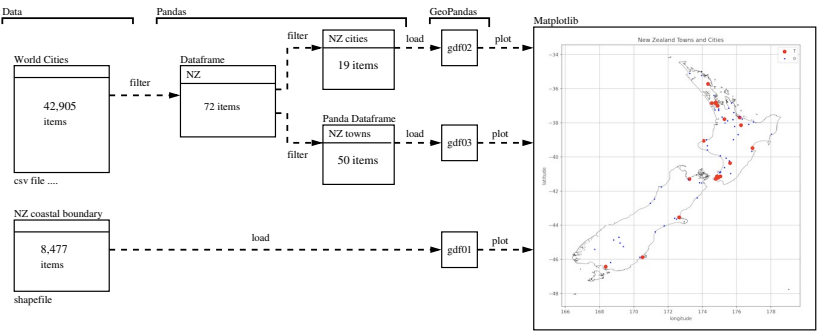 Data
Pandas
GeoPandas
Matplotlib
World Cities
42,905
items
csv file ....
filter
Dataframe
NZ
72 items
filter
NZ cities
19 items
load
gdf02
plot
filter
Panda Dataframe
NZ towns
50 items
load
gdf03
plot
NZ coastal boundary
8,477
items
shapefile
load
gdf01
plot
New Zealand Towns and Cities
−34
−36
−38
−40
−42
−44
−46
−48
latitude
166
168
170
172
174
176
178
longitude